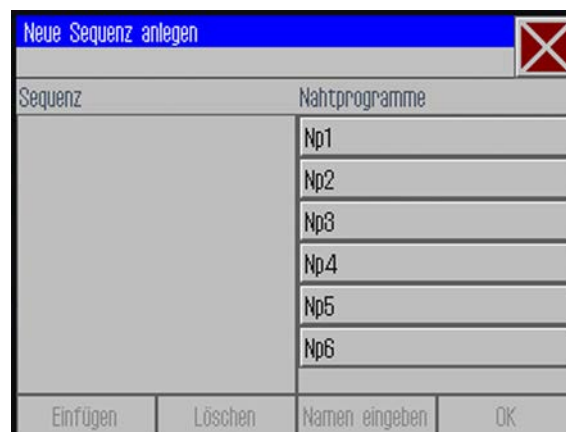 Neue Sequenz anlegen
Sequenz Nahtprogramme
Np1
Np2
Np3
Np4
Np5
Np6
Einfügen Löschen Namen eingeben OK